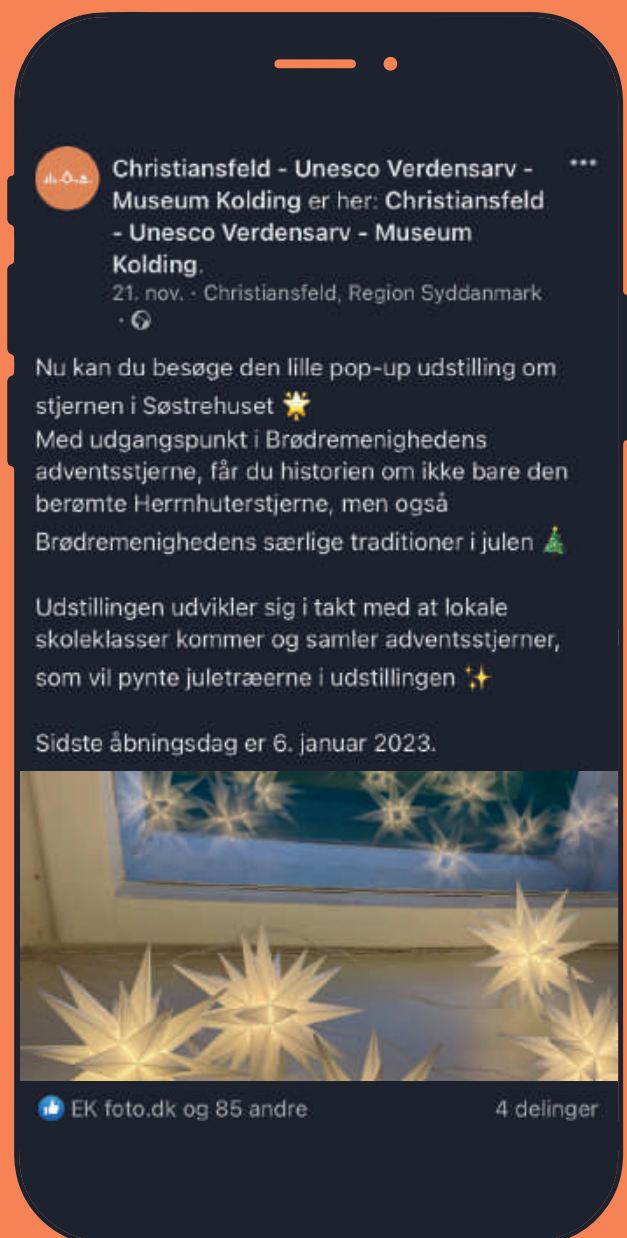 Christiansfeld - Unesco Verdensarv -
Museum Kolding er her: Christiansfeld
- Unesco Verdensarv - Museum
Kolding.
21. nov. · Christiansfeld, Region Syddanmark
·
Nu kan du besøge den lille pop-up udstilling om
stjernen i Søstrehuset 🌟
Med udgangspunkt i Brødremenighedens
adventsstjerne, får du historien om ikke bare den
berømte Herrnhuterstjerne, men også
Brødremenighedens særlige traditioner i julen 🎄
Udstillingen udvikler sig i takt med at lokale
skoleklasser kommer og samler adventsstjerner,
som vil pynte juletræerne i udstillingen ✨
Sidste åbningsdag er 6. januar 2023.
EK foto.dk og 85 andre 4 delinger